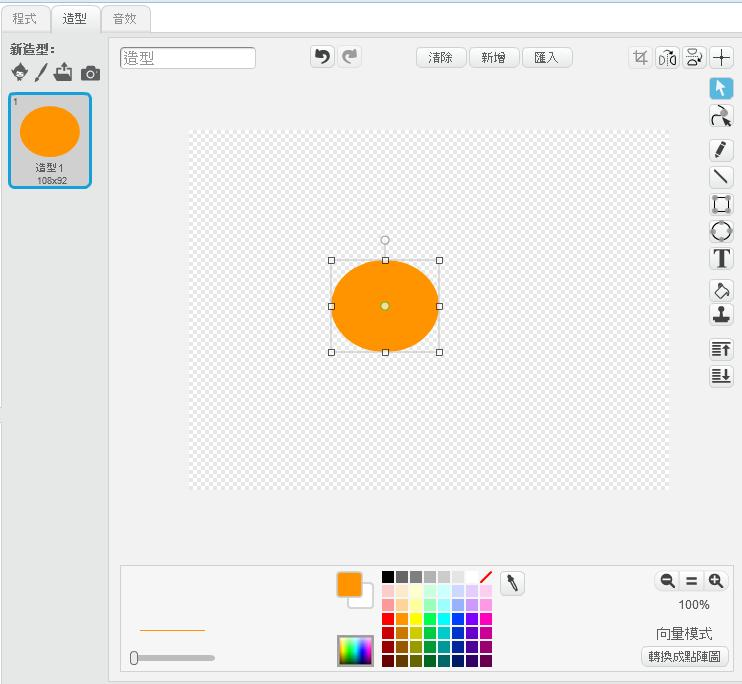 程式 造型 音效
新造型:
造型 清除 新增 匯入
1
造型1
108x92
T
100%
向量模式
轉換成點陣圖